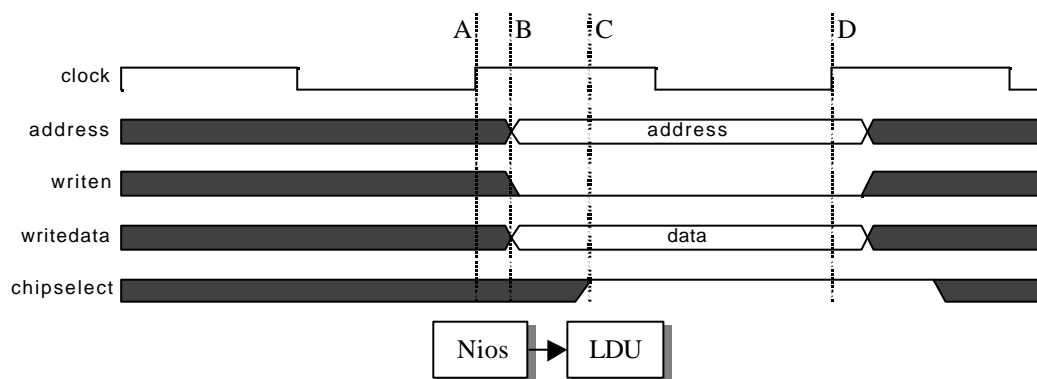 A B C D
clock
address address
writen
writedata data
chipselect
Nios LDU